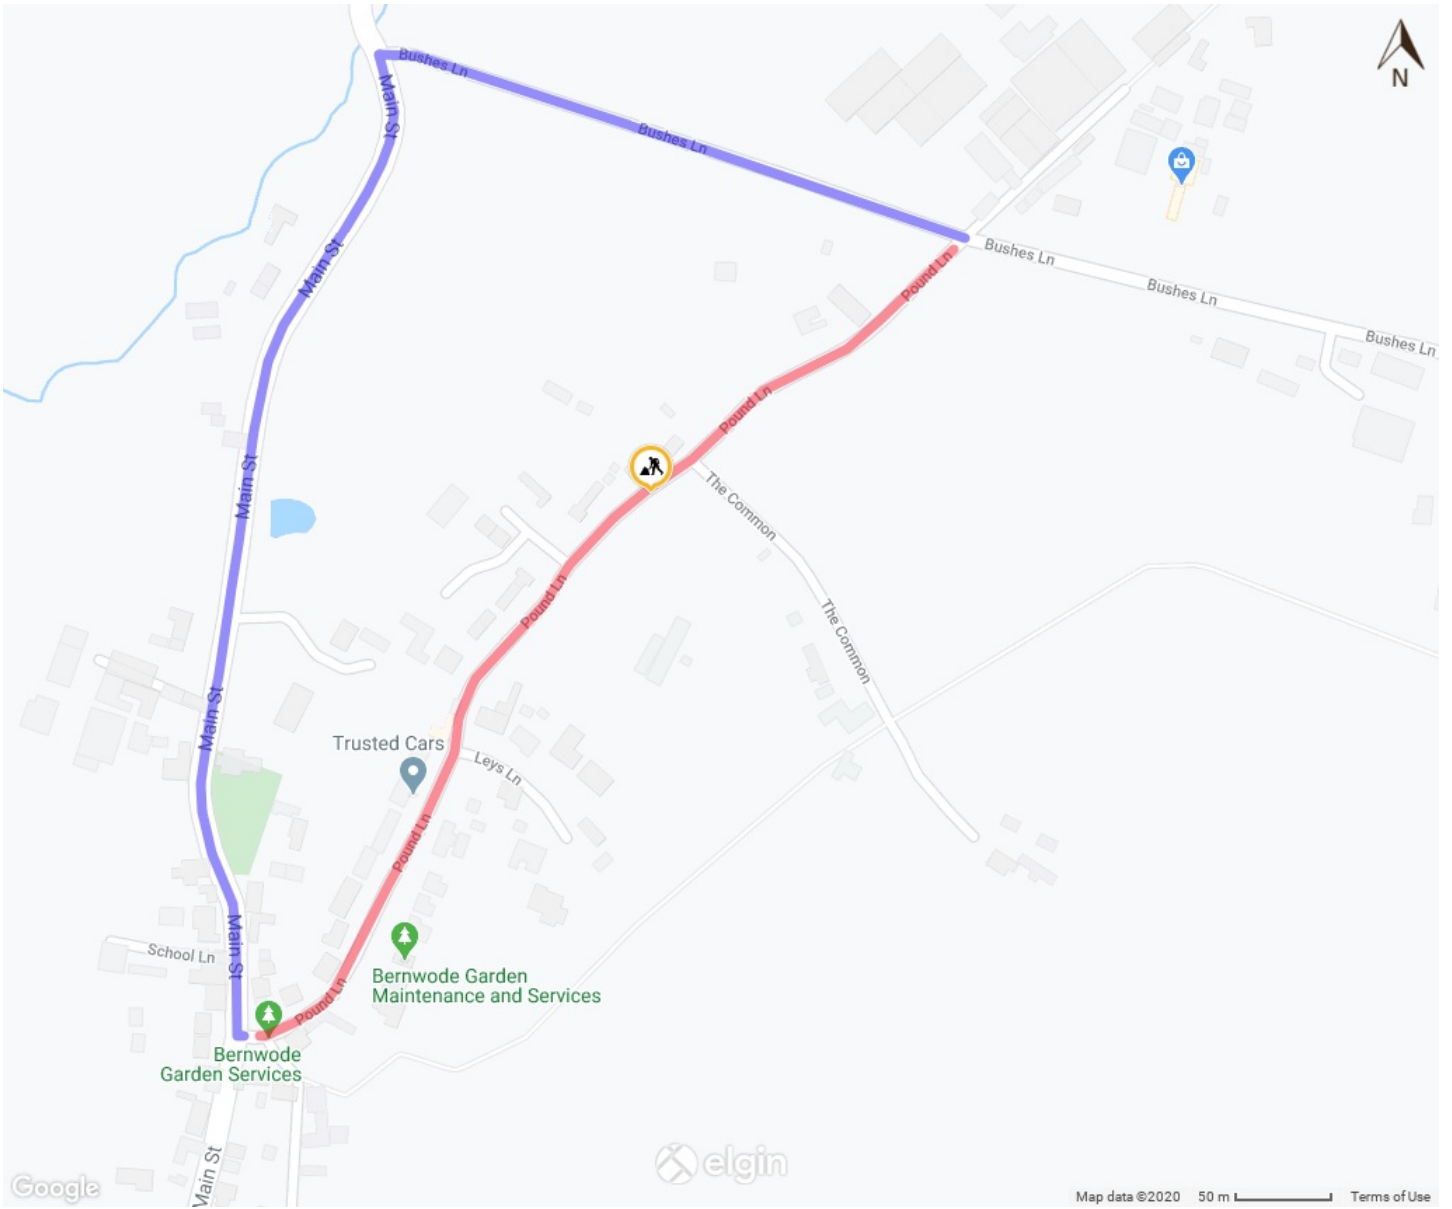 Bushes Ln
N
Main St
Bushes Ln
Main St
Bushes Ln
Pound Ln
Bushes Ln
Bushes Ln
Pound Ln
Main St
The Common
Pound Ln
The Common
Main St
Trusted Cars
Leys Ln
Pound Ln
Main St
School Ln
Bernwode Garden
Maintenance and Services
Pound Ln
Bernwode
Garden Services
Main St
elgin
Google
Map data ©2020
50 m
Terms of Use